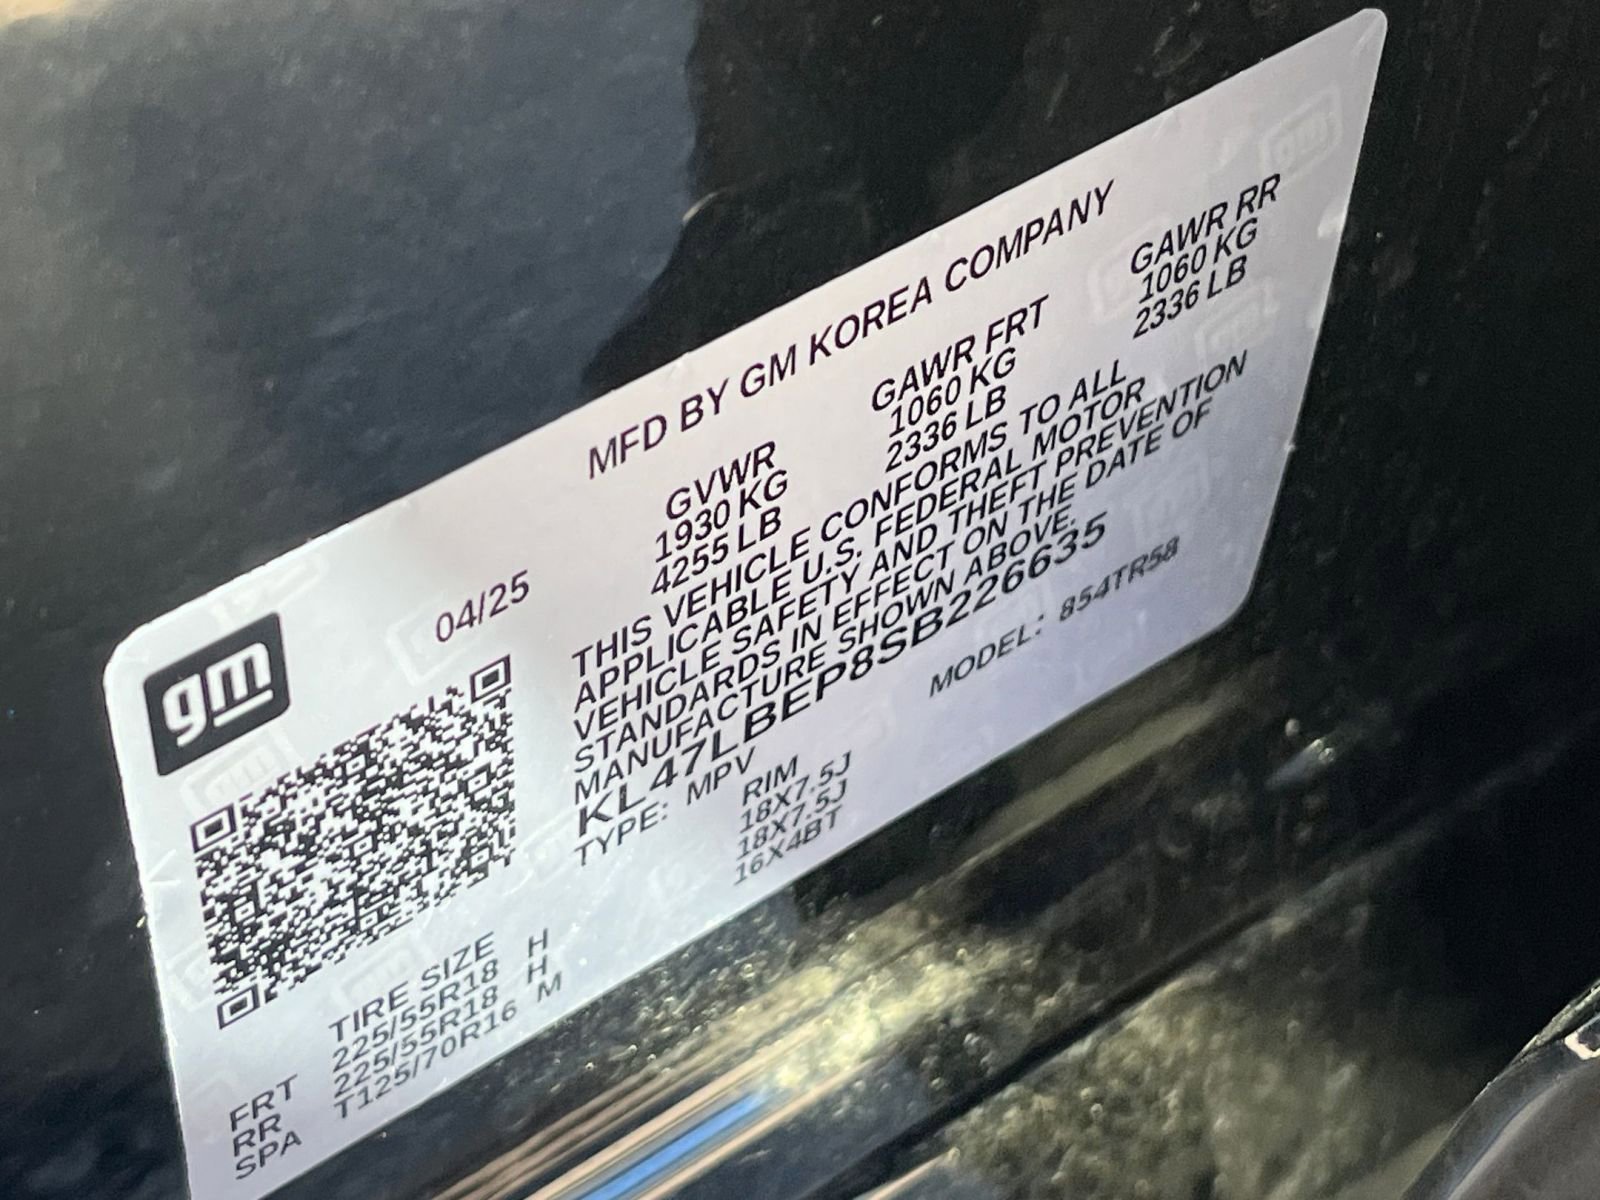 gm
04/25
MFD BY GM KOREA COMPANY
GVWR GAWR FRT GAWR RR
1930 KG 1060 KG 1060 KG
4255 LB 2336 LB 2336 LB
THIS VEHICLE CONFORMS TO ALL
APPLICABLE U.S. FEDERAL MOTOR
VEHICLE SAFETY AND THEFT PREVENTION
STANDARDS IN EFFECT ON THE DATE OF
MANUFACTURE SHOWN ABOVE.
KL47LBEP8SB226635
TYPE: MPV MODEL: 854TR58
TIRE SIZE RIM
FRT 225/55R18 H 18X7.5J
RR 225/55R18 H 18X7.5J
SPA T125/70R16 M 16X4BT